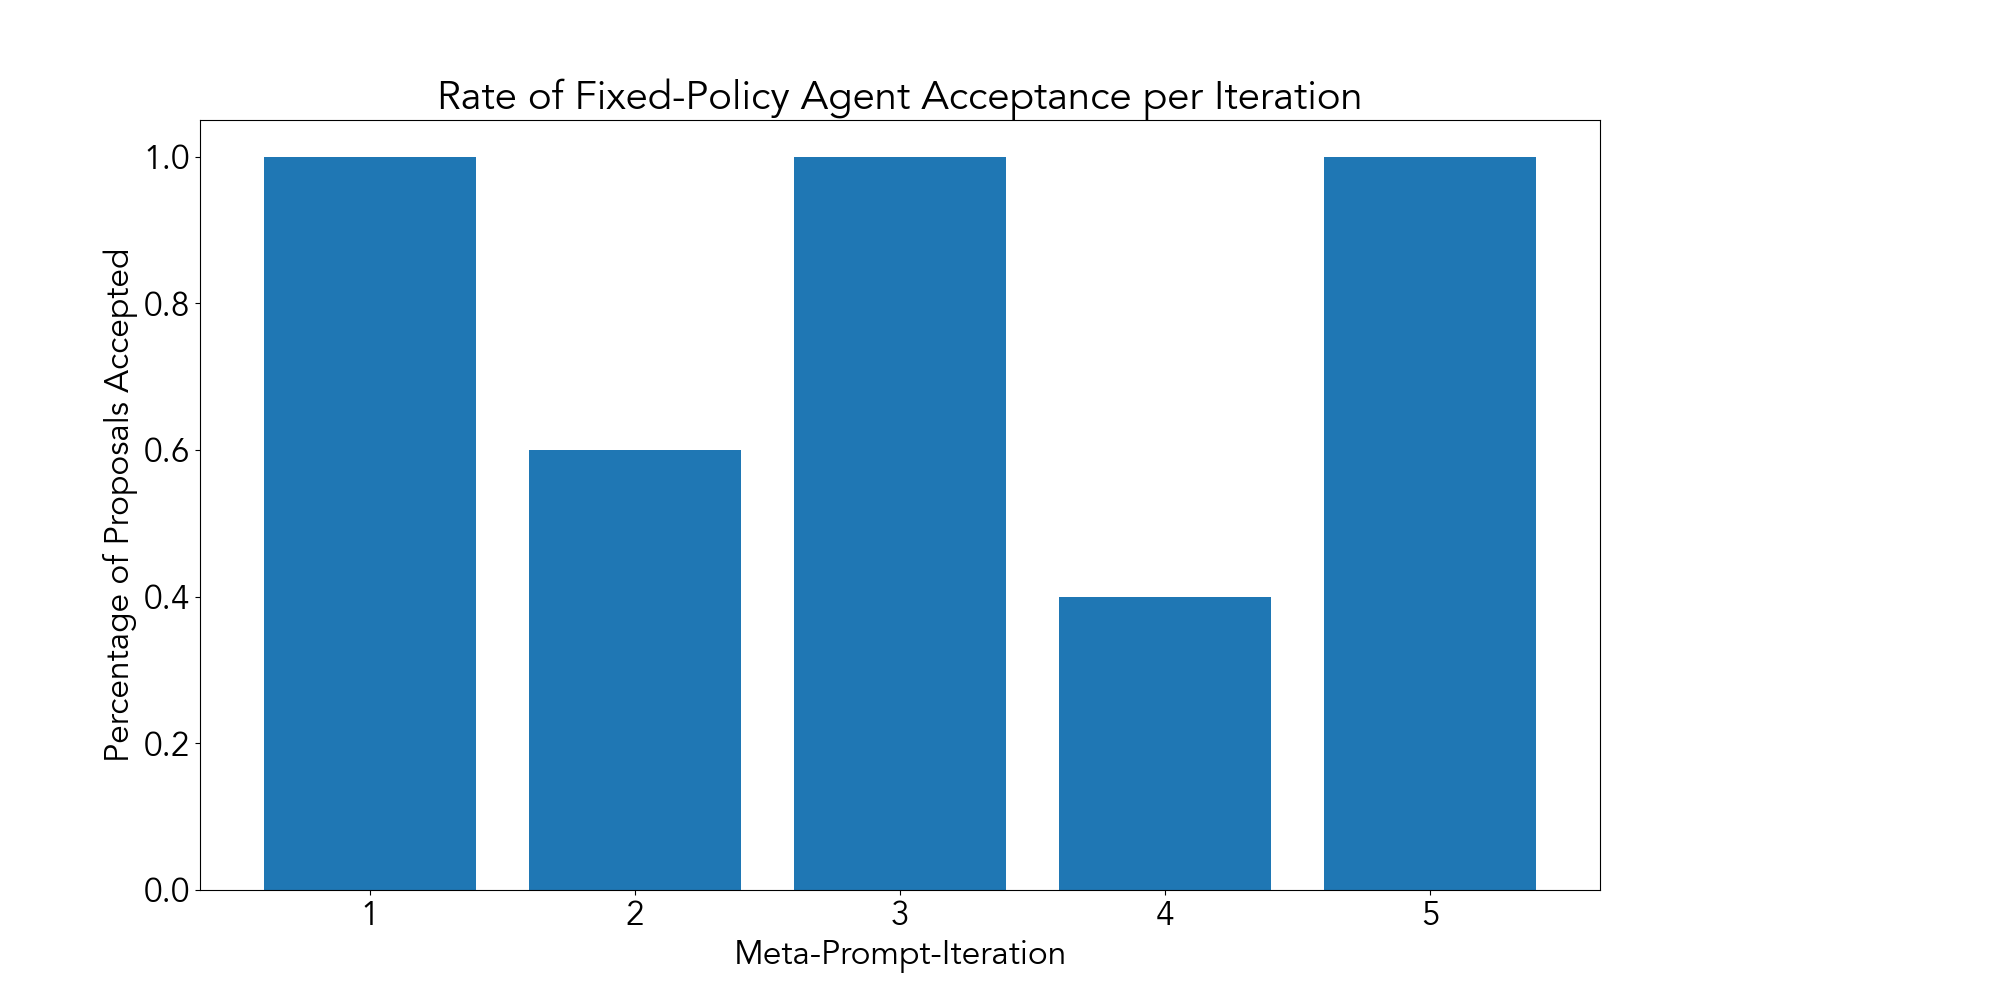 Rate of Fixed-Policy Agent Acceptance per Iteration
Percentage of Proposals Accepted
1.0
0.8
0.6
0.4
0.2
0.0
1 2 3 4 5
Meta-Prompt-Iteration